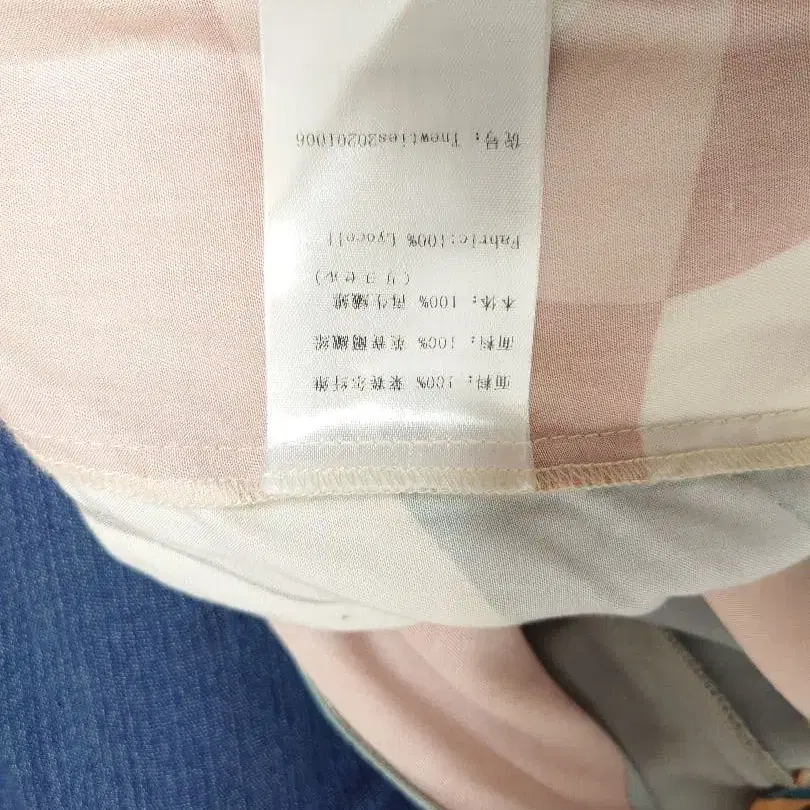 面料: 100% 莱赛尔纤维
面料: 100% 萊賽爾纖維
本体: 100% 再生繊維
(リヨセル)
Fabric:100% Lyocell
货号: Tnewties20201006